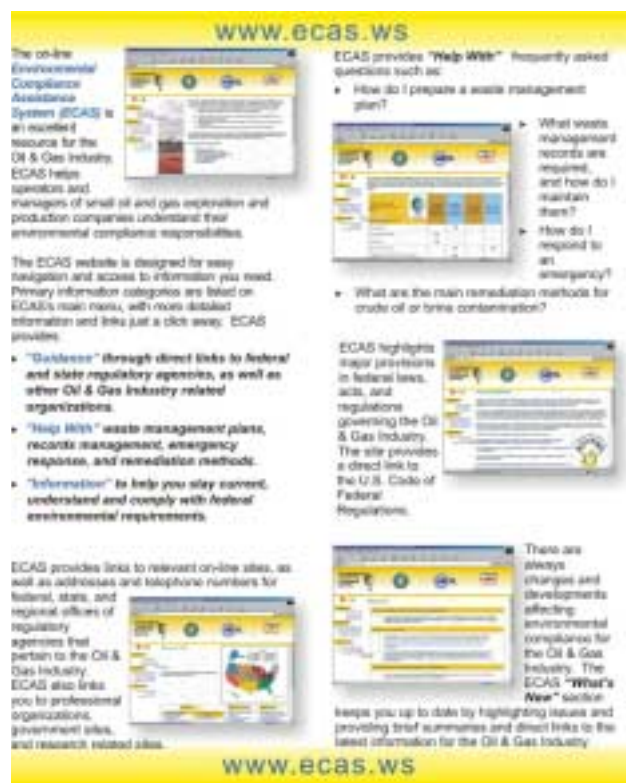 www.ecas.ws
The on-line
Environmental
Compliance
Assistance
System (ECAS) is
an excellent
resource for the
Oil & Gas Industry.
ECAS helps
operators and
managers of small oil and gas exploration and
production companies understand their
environmental compliance responsibilities.
The ECAS website is designed for easy
navigation and access to information you need.
Primary information categories are listed on
ECAS's main menu, with more detailed
information and links just a click away. ECAS
provides:
"Guidance" through direct links to federal
and state regulatory agencies, as well as
other Oil & Gas Industry related
organizations.
"Help With" waste management plans,
records management, emergency
response, and remediation methods.
"Information" to help you stay current,
understand and comply with federal
environmental requirements.
ECAS provides links to relevant on-line sites, as
well as addresses and telephone numbers for
federal, state, and
regional offices of
regulatory
agencies that
pertain to the Oil &
Gas Industry.
ECAS also links
you to professional
organizations,
government sites,
and research related sites.
ECAS provides "Help With" frequently asked
questions such as:
How do I prepare a waste management
plan?
What waste
management
records are
required,
and how do I
maintain
them?
How do I
respond to
an
emergency?
What are the main remediation methods for
crude oil or brine contamination?
ECAS highlights
major provisions
in federal laws,
acts, and
regulations
governing the Oil
& Gas Industry.
The site provides
a direct link to
the U.S. Code of
Federal
Regulations.
There are
always
changes and
developments
affecting
environmental
compliance for
the Oil & Gas
Industry. The
ECAS "What's
New" section
keeps you up to date by highlighting issues and
providing brief summaries and direct links to the
latest information for the Oil & Gas Industry.
www.ecas.ws